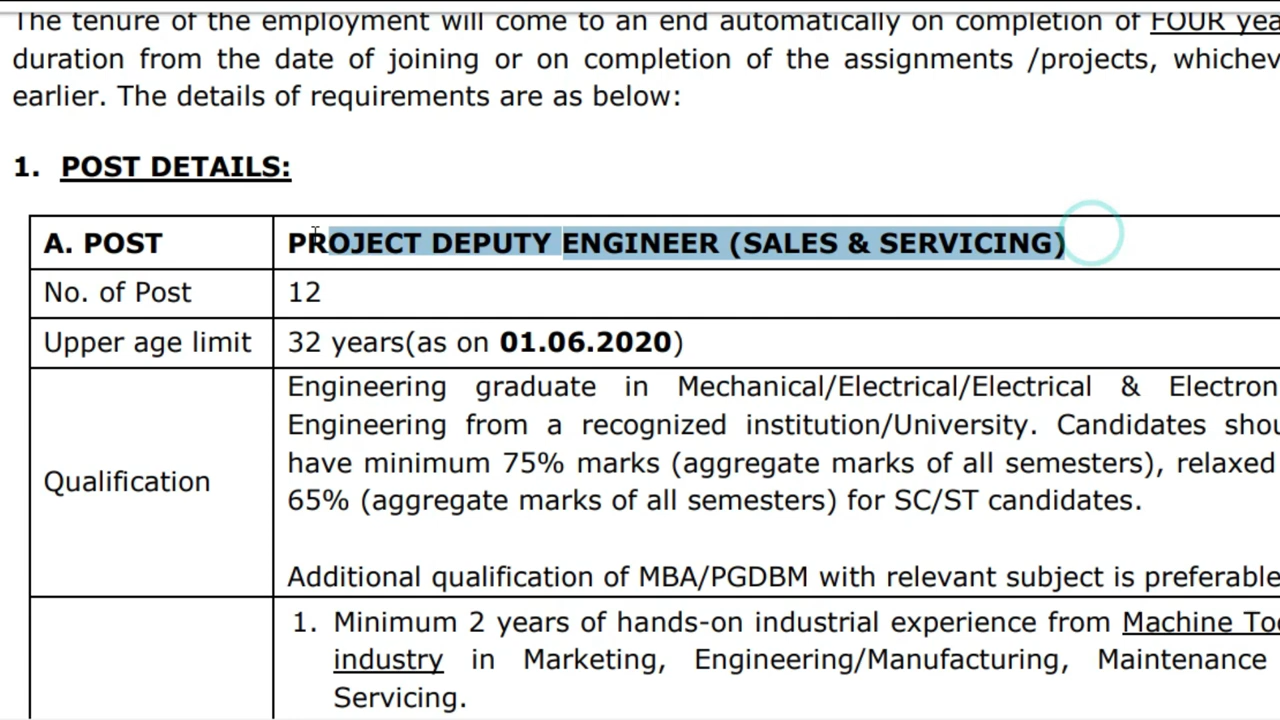 The tenure of the employment will come to an end automatically on completion of FOUR
duration from the date of joining or on completion of the assignments /projects,
earlier. The details of requirements are as below:
1. POST DETAILS:
A. POST PROJECT DEPUTY ENGINEER (SALES & SERVICING)
No. of Post 12
Upper age limit 32 years(as on 01.06.2020)
Engineering graduate in Mechanical/Electrical/Electrical &
Engineering from a recognized institution/University. Candidates
have minimum 75% marks (aggregate marks of all semesters), relaxed
65% (aggregate marks of all semesters) for SC/ST candidates.
Qualification
Additional qualification of MBA/PGDBM with relevant subject is preferable
1. Minimum 2 years of hands-on industrial experience from Machine
industry in Marketing, Engineering/Manufacturing, Maintenance
Servicing.